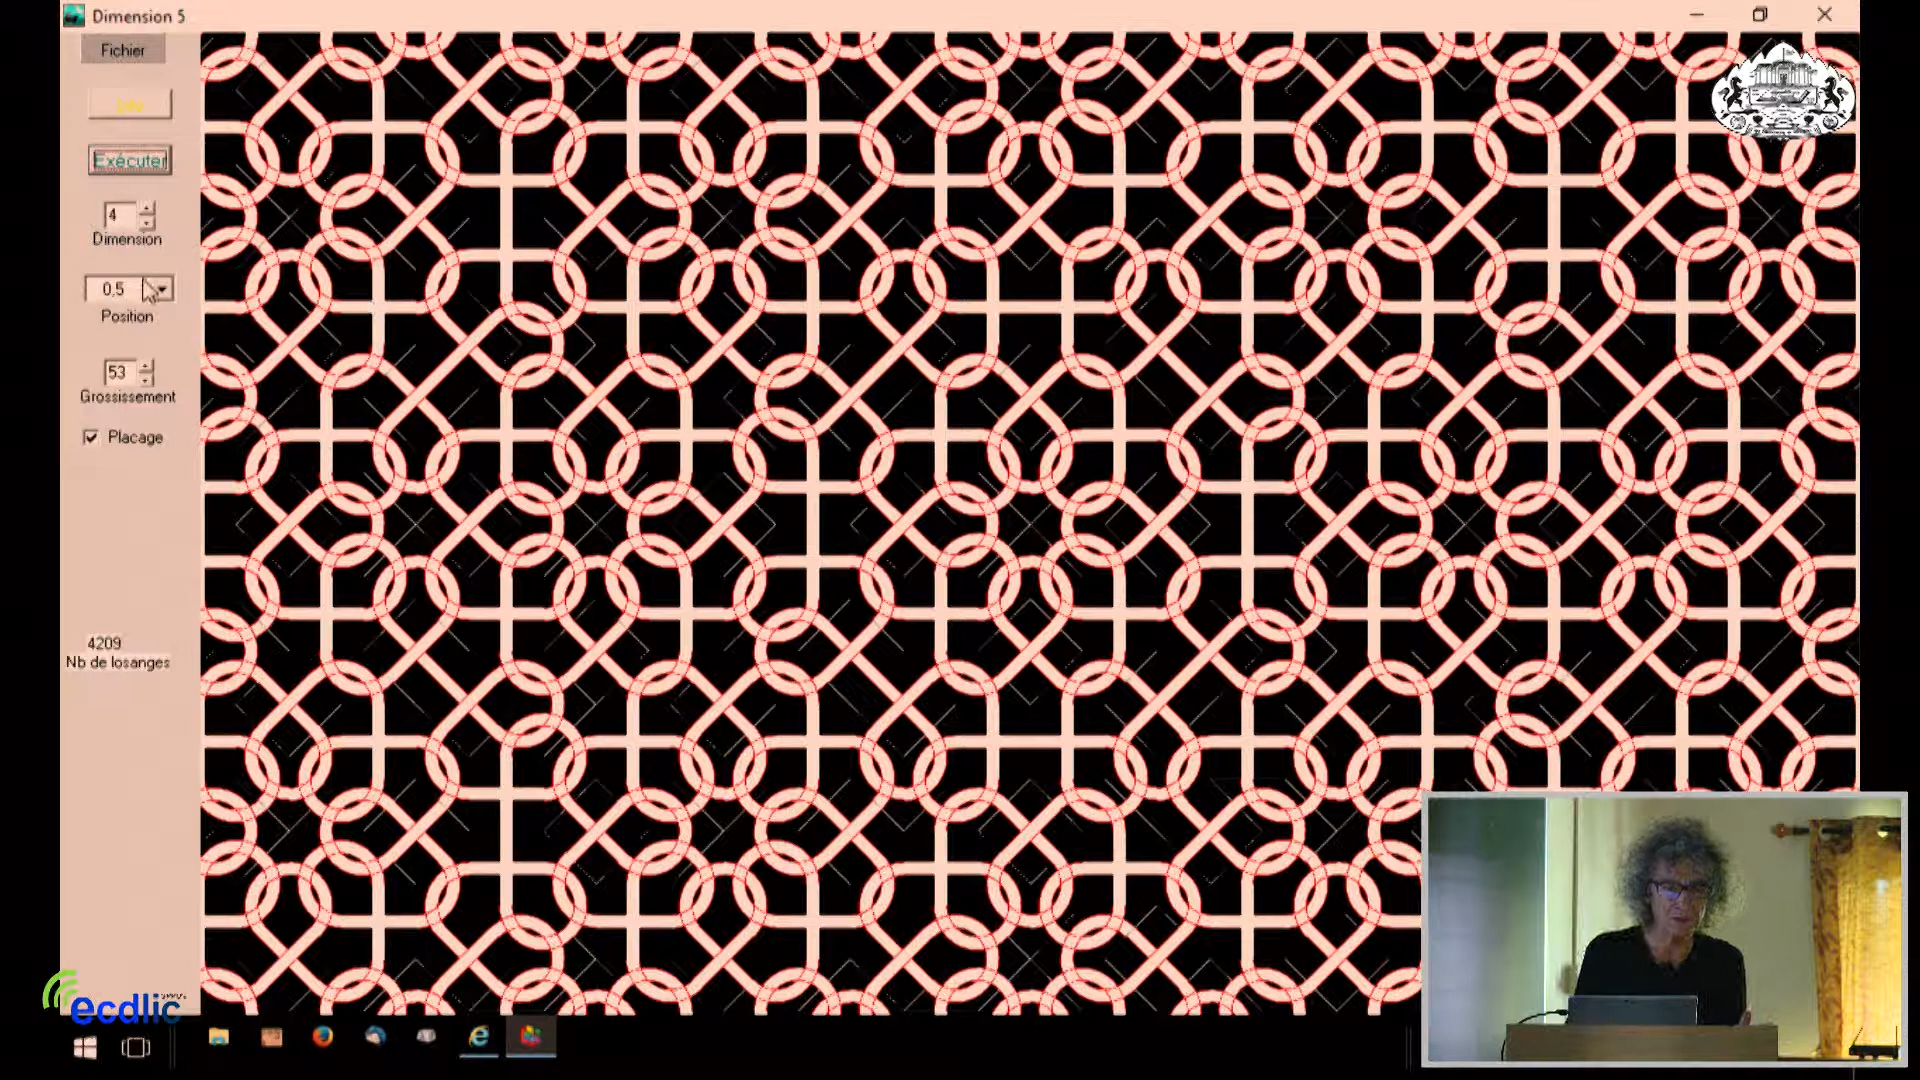 Dimension 5
Fichier
Exécuter
4
Dimension
0,5
Position
53
Grossissement
Placage
4209
Nb de losanges
ecdlic